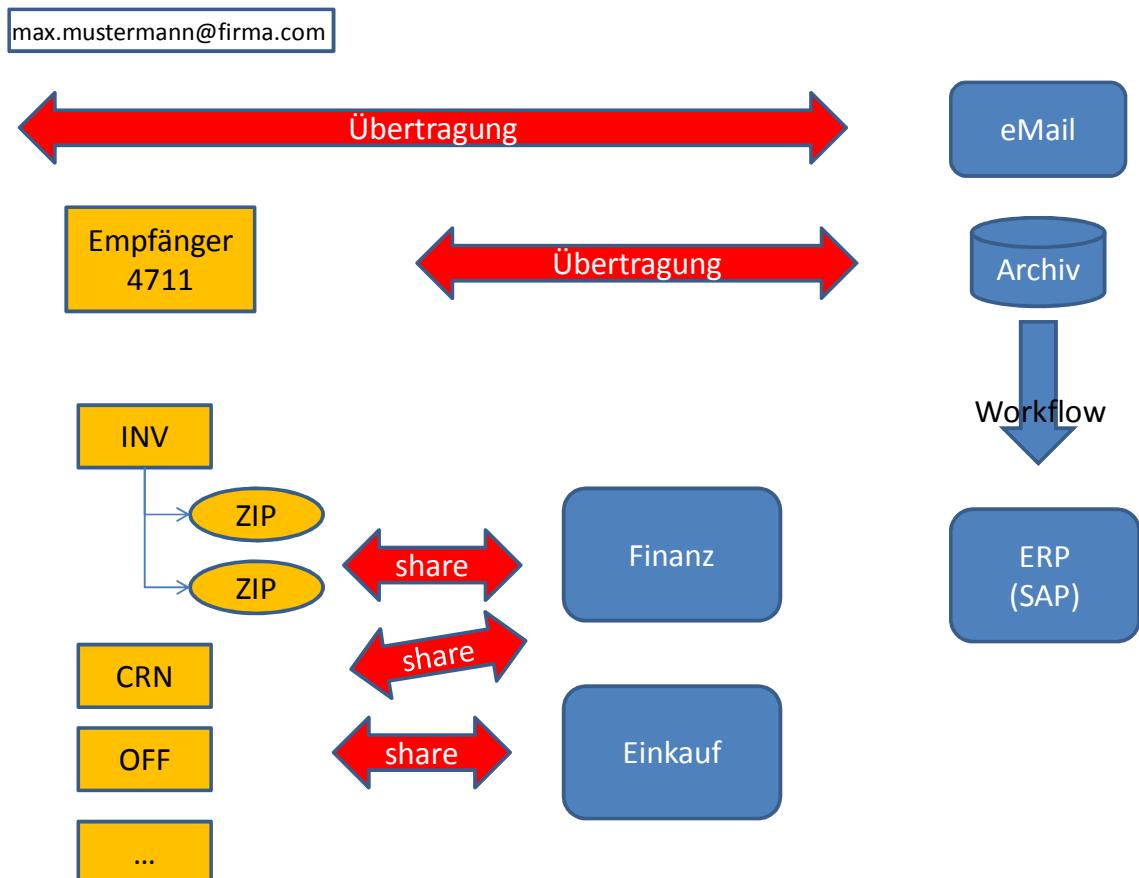 max.mustermann@firma.com
Übertragung
eMail
Empfänger
4711
Übertragung
Archiv
Workflow
INV
ZIP
ZIP
share
Finanz
ERP
(SAP)
share
CRN
OFF
share
Einkauf
...